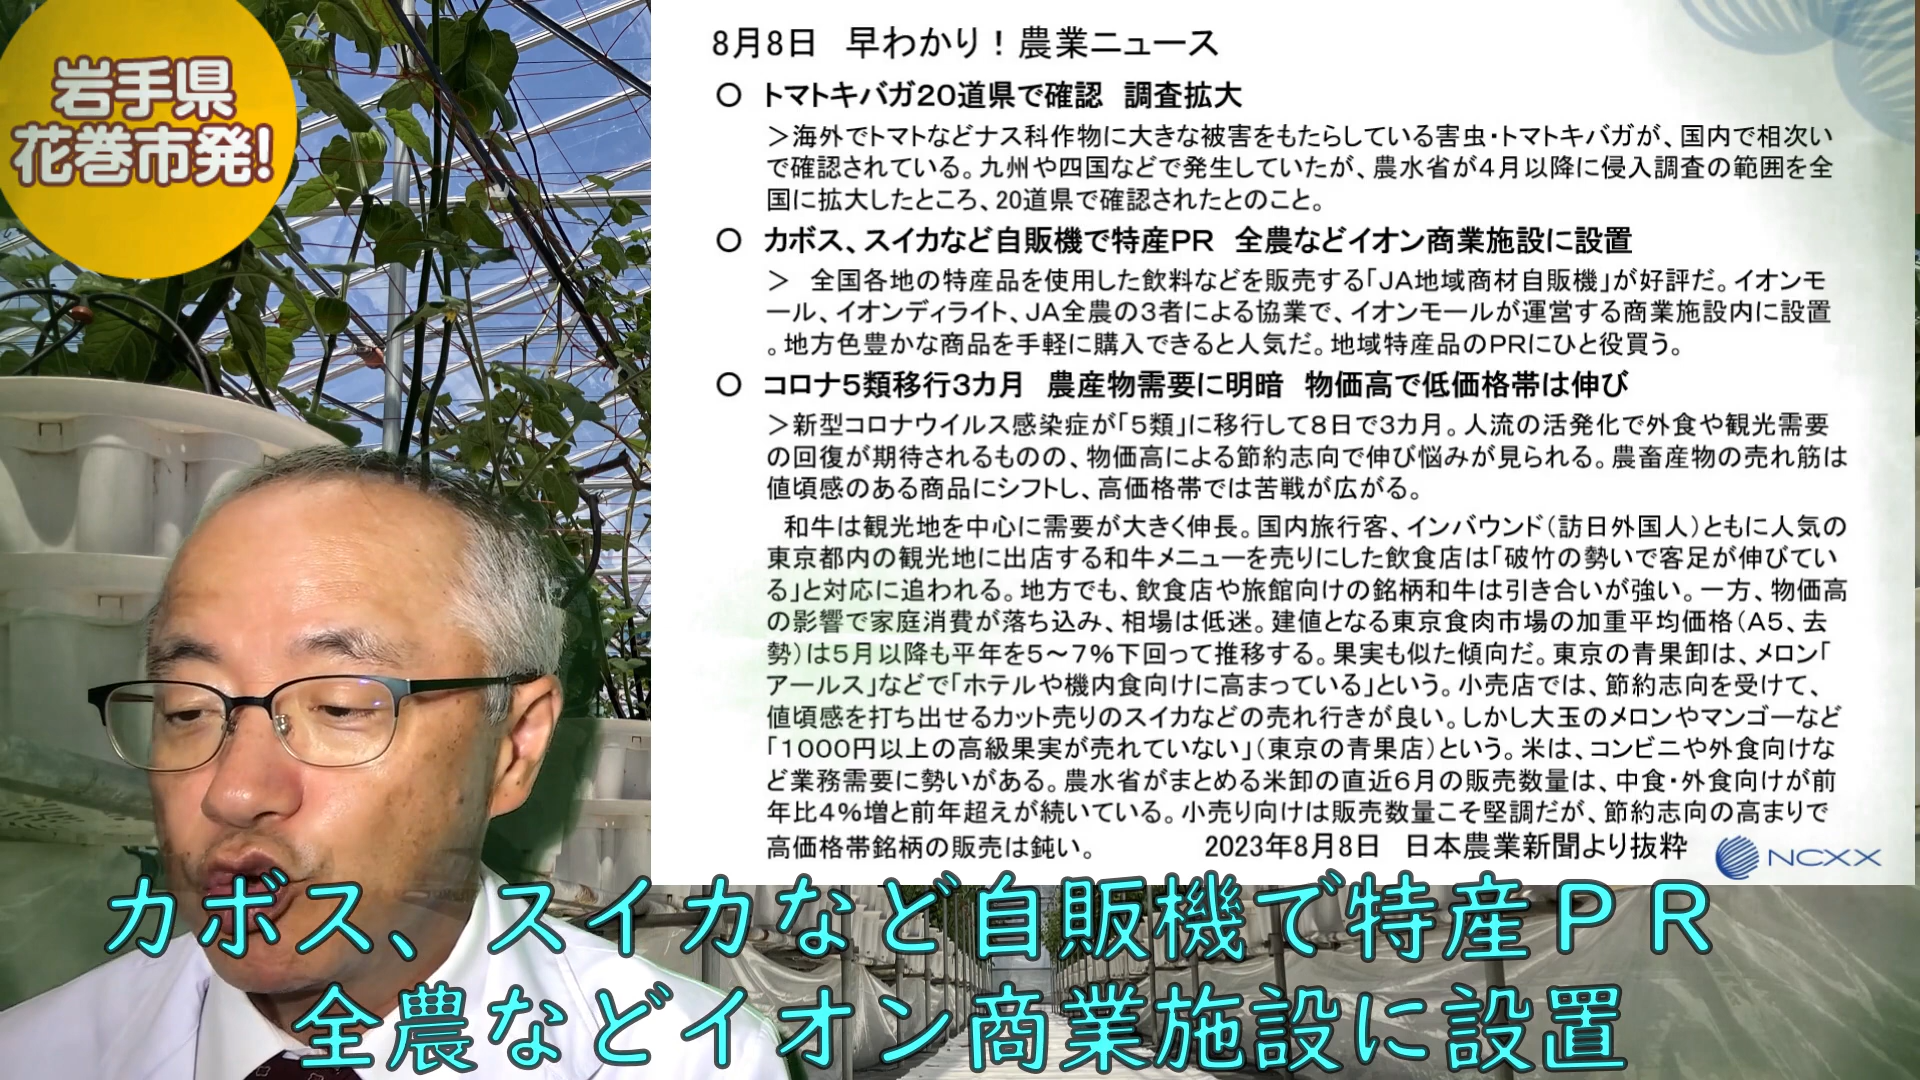 岩手県
花巻市発!
8月8日　早わかり！農業ニュース
○　トマトキバガ20道県で確認　調査拡大
＞海外でトマトなどナス科作物に大きな被害をもたらしている害虫・トマトキバガが、国内で相次い
で確認されている。九州や四国などで発生していたが、農水省が４月以降に侵入調査の範囲を全
国に拡大したところ、20道県で確認されたとのこと。
○　カボス、スイカなど自販機で特産ＰＲ　全農などイオン商業施設に設置
＞　全国各地の特産品を使用した飲料などを販売する「ＪＡ地域商材自販機」が好評だ。イオンモ
ール、イオンディライト、ＪＡ全農の３者による協業で、イオンモールが運営する商業施設内に設置
。地方色豊かな商品を手軽に購入できると人気だ。地域特産品のＰＲにひと役買う。
○　コロナ５類移行３カ月　農産物需要に明暗　物価高で低価格帯は伸び
＞新型コロナウイルス感染症が「５類」に移行して８日で３カ月。人流の活発化で外食や観光需要
の回復が期待されるものの、物価高による節約志向で伸び悩みが見られる。農畜産物の売れ筋は
値頃感のある商品にシフトし、高価格帯では苦戦が広がる。
和牛は観光地を中心に需要が大きく伸長。国内旅行客、インバウンド（訪日外国人）ともに人気の
東京都内の観光地に出店する和牛メニューを売りにした飲食店は「破竹の勢いで客足が伸びてい
る」と対応に追われる。地方でも、飲食店や旅館向けの銘柄和牛は引き合いが強い。一方、物価高
の影響で家庭消費が落ち込み、相場は低迷。建値となる東京食肉市場の加重平均価格（Ａ５、去
勢）は５月以降も平年を５～７％下回って推移する。果実も似た傾向だ。東京の青果卸は、メロン「
アールス」などで「ホテルや機内食向けに高まっている」という。小売店では、節約志向を受けて、
値頃感を打ち出せるカット売りのスイカなどの売れ行きが良い。しかし大玉のメロンやマンゴーなど
「１０００円以上の高級果実が売れていない」（東京の青果店）という。米は、コンビニや外食向けな
ど業務需要に勢いがある。農水省がまとめる米卸の直近６月の販売数量は、中食・外食向けが前
年比４％増と前年超えが続いている。小売り向けは販売数量こそ堅調だが、節約志向の高まりで
高価格帯銘柄の販売は鈍い。　　　2023年8月8日　日本農業新聞より抜粋
NCXX
カボス、スイカなど自販機で特産ＰＲ
全農などイオン商業施設に設置